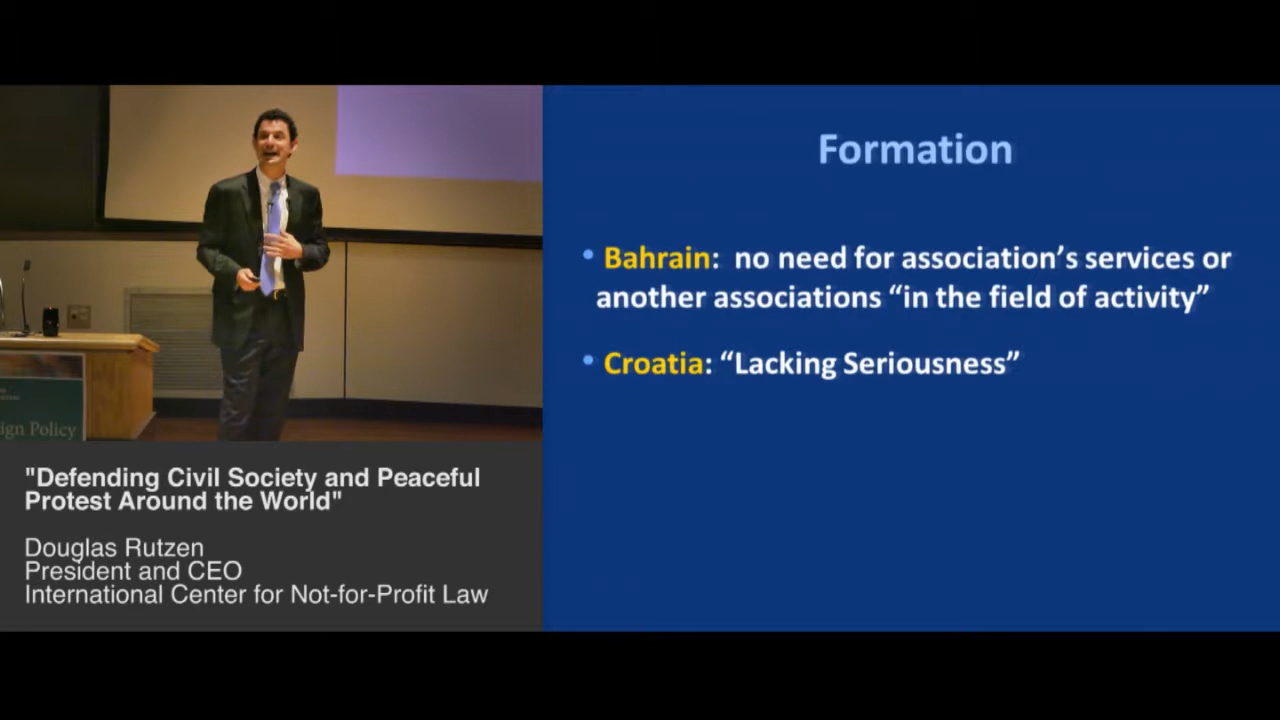 Formation
• Bahrain: no need for association’s services or
another associations “in the field of activity”
• Croatia: “Lacking Seriousness”
ign Policy
"Defending Civil Society and Peaceful
Protest Around the World"
Douglas Rutzen
President and CEO
International Center for Not-for-Profit Law